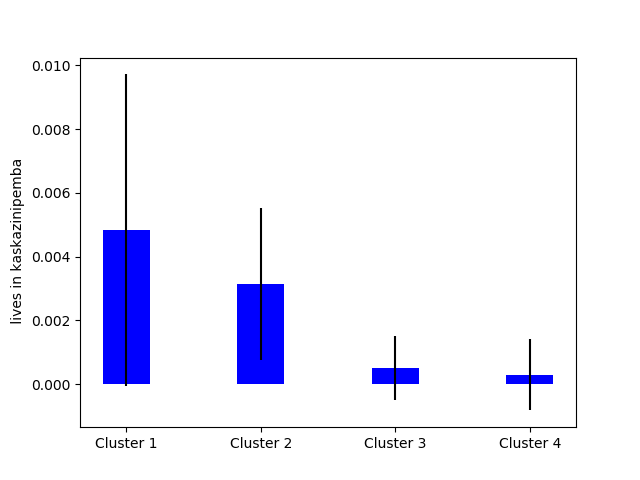 0.010
0.008
0.006
0.004
0.002
0.000
lives in kaskazinipemba
Cluster 1
Cluster 2
Cluster 3
Cluster 4